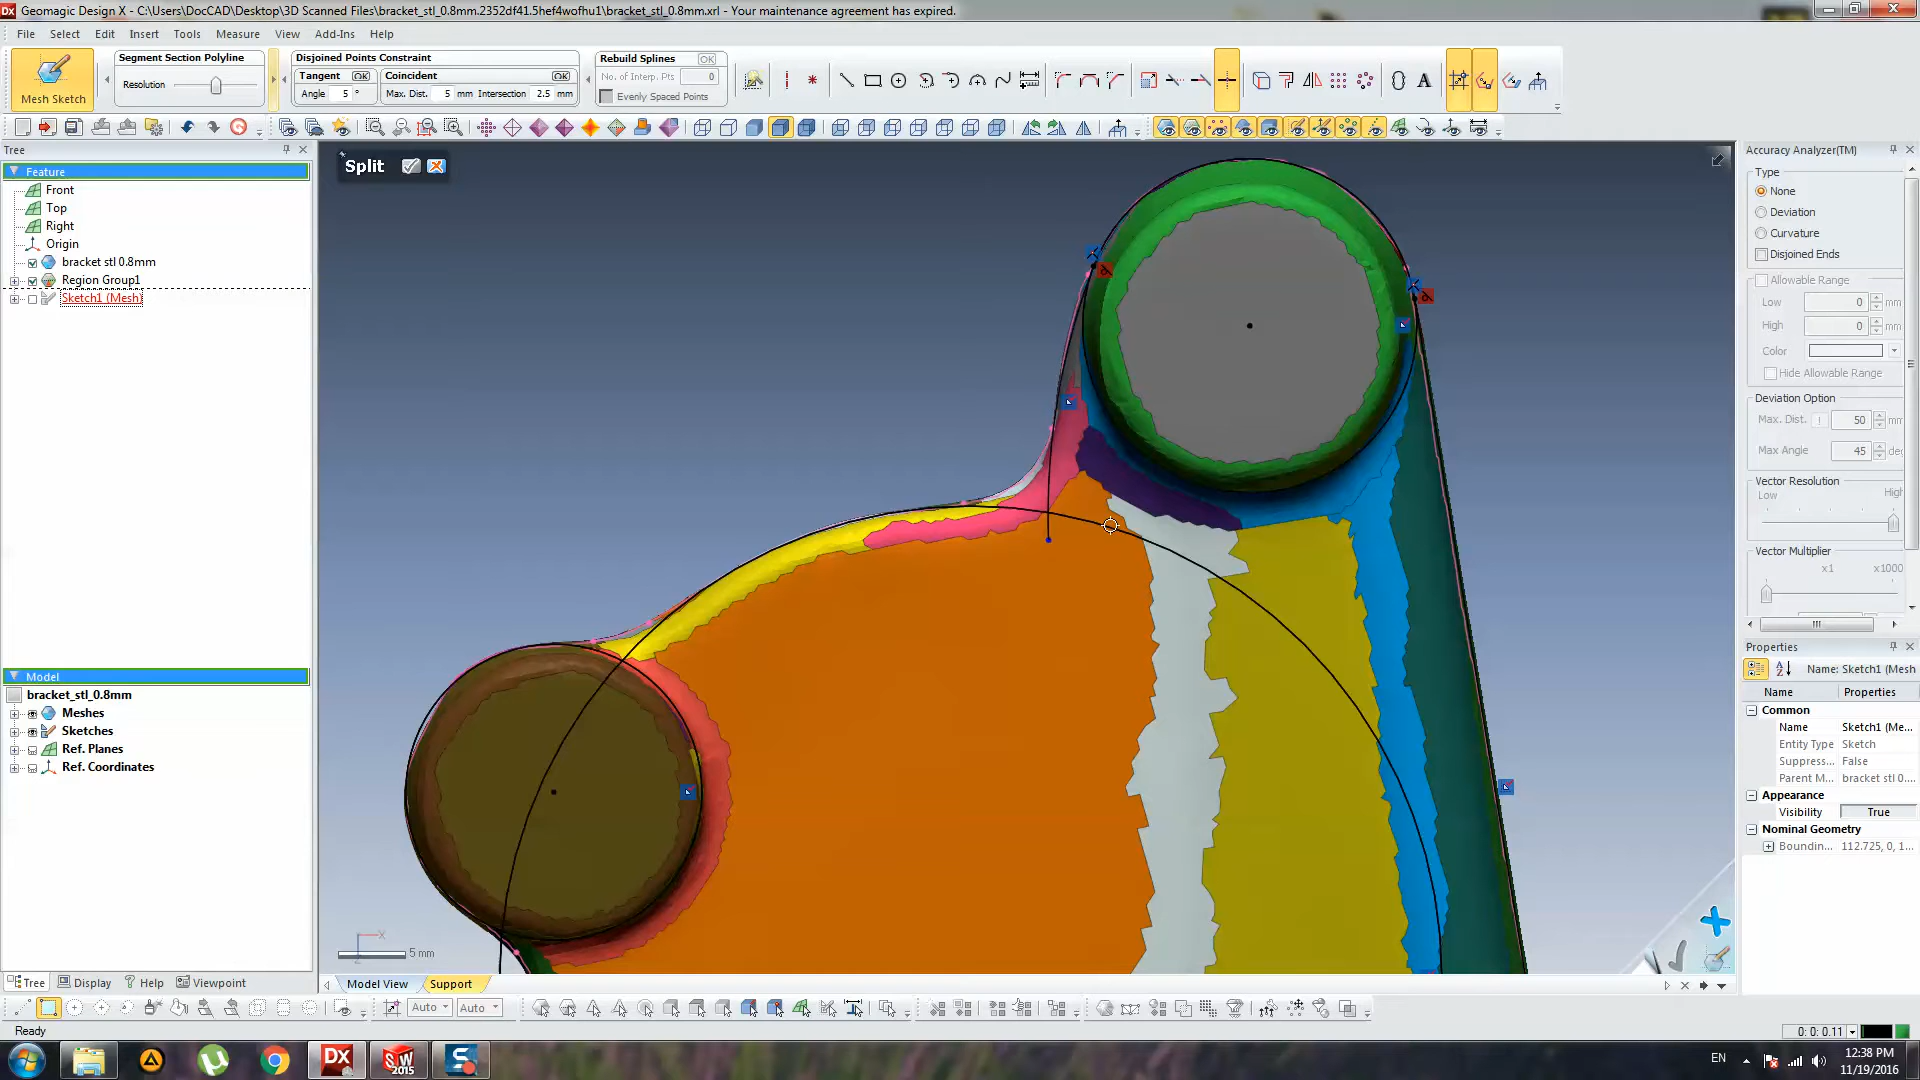 Geomagic Design X - C:\Users\DocCAD\Desktop\3D Scanned Files\bracket_stl_0.8mm.2352df41.5hef4wofhu1\bracket_stl_0.8mm.xrl - Your maintenance agreement has expired.
File Select Edit Insert Tools Measure View Add-Ins Help
Mesh Sketch
Segment Section Polyline
Resolution
Disjoined Points Constraint
Tangent OK Coincident OK
Angle 5 ° Max. Dist. 5 mm Intersection 2.5 mm
Rebuild Splines OK
No. of Interp. Pts 0
Evenly Spaced Points
Tree
Feature
Front
Top
Right
Origin
bracket stl 0.8mm
Region Group1
Sketch1 (Mesh)
Model
bracket_stl_0.8mm
Meshes
Sketches
Ref. Planes
Ref. Coordinates
Tree Display Help Viewpoint
Split
5 mm
Model View Support
Accuracy Analyzer(TM)
Type
None
Deviation
Curvature
Disjoined Ends
Allowable Range
Low 0 mm
High 0 mm
Color
Hide Allowable Range
Deviation Option
Max. Dist. 50 mm
Max Angle 45 deg
Vector Resolution
Low High
Vector Multiplier
x1 x1000
Properties
Name: Sketch1 (Mesh
Name Properties
Common
Name Sketch1 (Me...
Entity Type Sketch
Suppress... False
Parent M... bracket stl 0....
Appearance
Visibility True
Nominal Geometry
Boundin... 112.725, 0, 1...
Auto Auto
Ready
0: 0: 0.11
DX SW 2015
EN
12:38 PM
11/19/2016